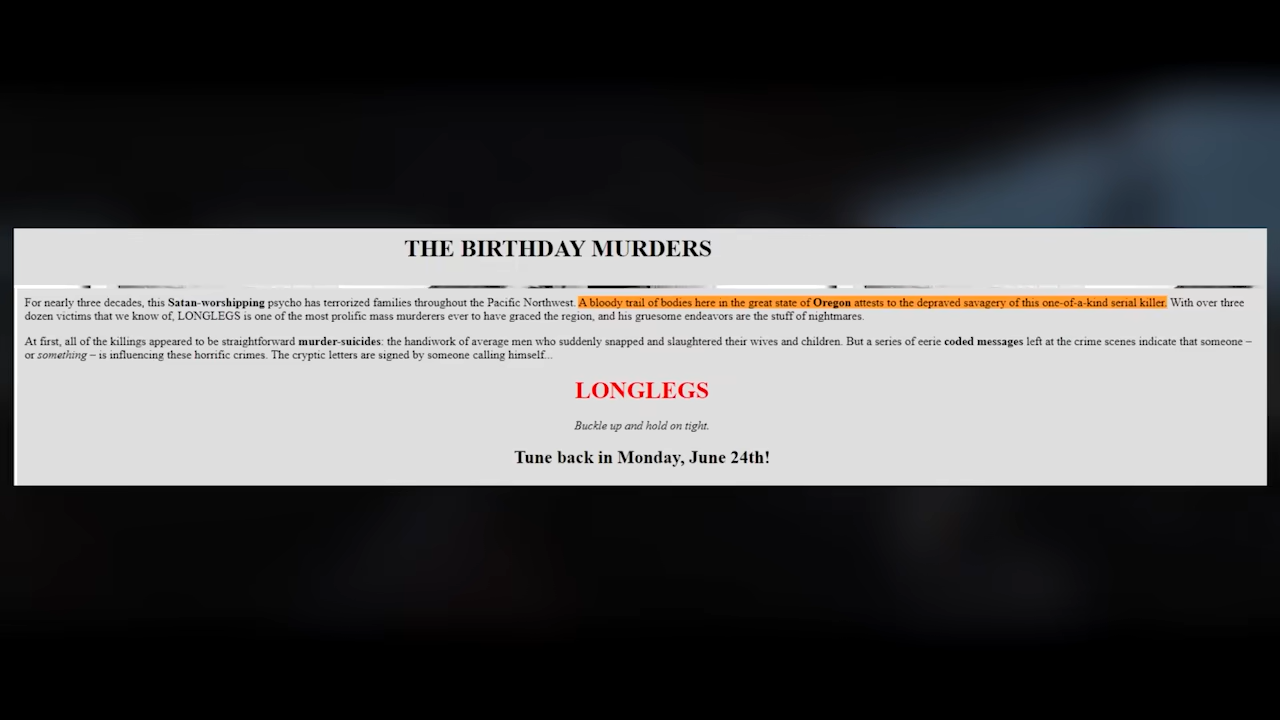 THE BIRTHDAY MURDERS
For nearly three decades, this Satan-worshipping psycho has terrorized families throughout the Pacific Northwest. A bloody trail of bodies here in the great state of Oregon attests to the depraved savagery of this one-of-a-kind serial killer. With over three
dozen victims that we know of, LONGLEGS is one of the most prolific mass murderers ever to have graced the region, and his gruesome endeavors are the stuff of nightmares.
At first, all of the killings appeared to be straightforward murder-suicides: the handiwork of average men who suddenly snapped and slaughtered their wives and children. But a series of eerie coded messages left at the crime scenes indicate that someone –
or something – is influencing these horrific crimes. The cryptic letters are signed by someone calling himself...
LONGLEGS
Buckle up and hold on tight.
Tune back in Monday, June 24th!